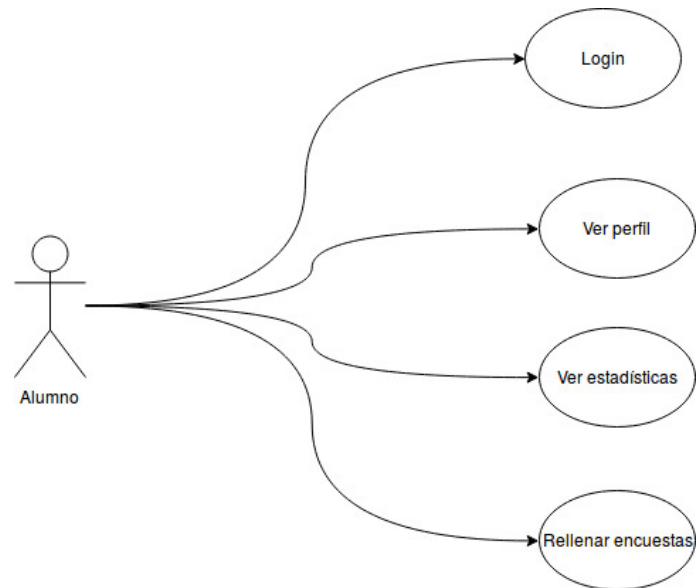 Login
Ver perfil
Alumno
Ver estadísticas
Rellenar encuestas